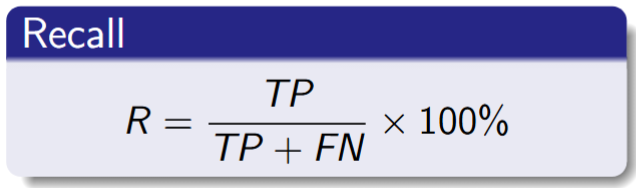 Recall
R = TP / TP + FN × 100%